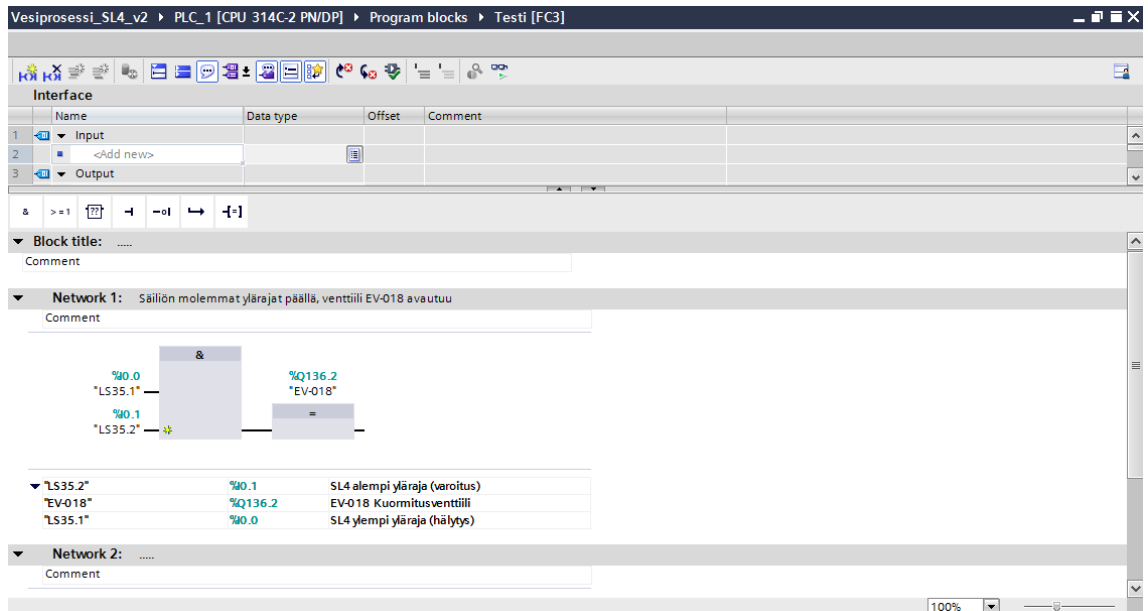 Vesiprosessi_SL4_v2 ▸ PLC_1 [CPU 314C-2 PN/DP] ▸ Program blocks ▸ Testi [FC3]
Interface
Name Data type Offset Comment
1 Input
2 <Add new>
3 Output
& >=1 ??
Block title: .....
Comment
Network 1: Säiliön molemmat ylärajat päällä, venttiili EV-018 avautuu
Comment
&
%I0.0
"LS35.1"
%Q136.2
"EV-018"
%I0.1
"LS35.2"
=
"LS35.2" %I0.1 SL4 alempi yläraja (varoitus)
"EV-018" %Q136.2 EV-018 Kuormitusventtiili
"LS35.1" %I0.0 SL4 ylempi yläraja (hälytys)
Network 2: .....
Comment
100%